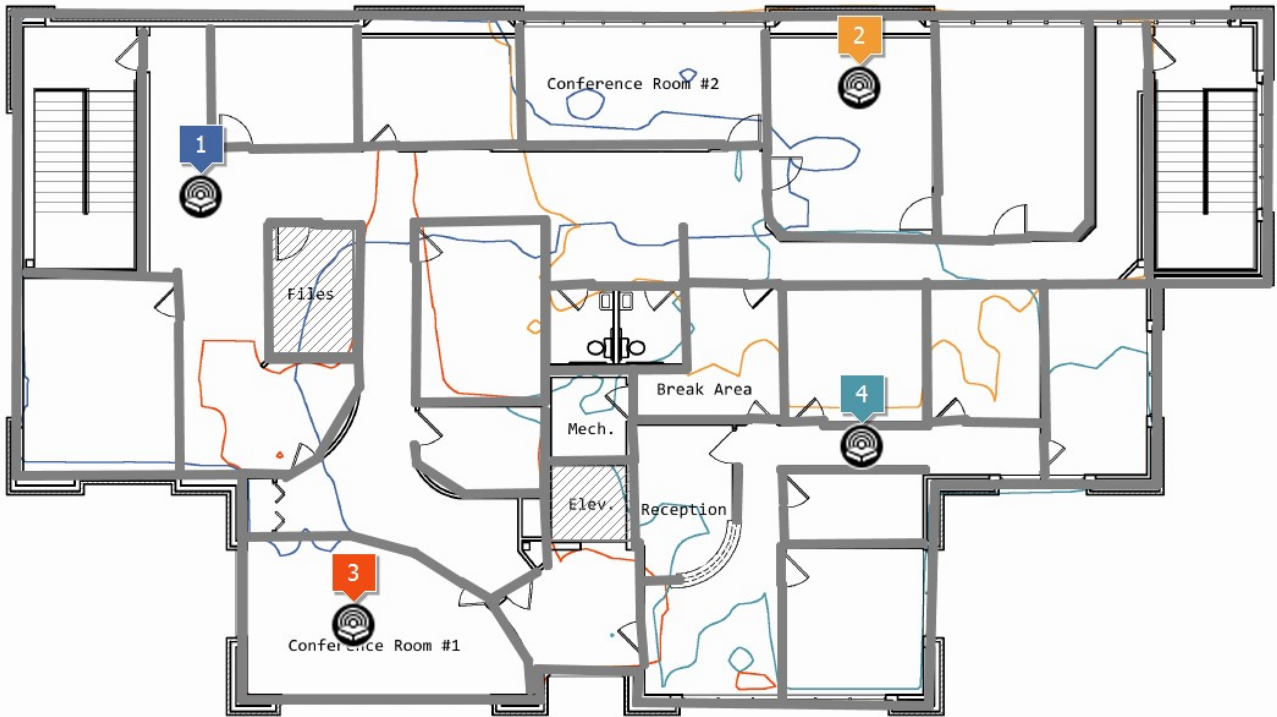 2
Conference Room #2
1
Files
Break Area
4
Mech.
Elev.
Reception
3
Conference Room #1